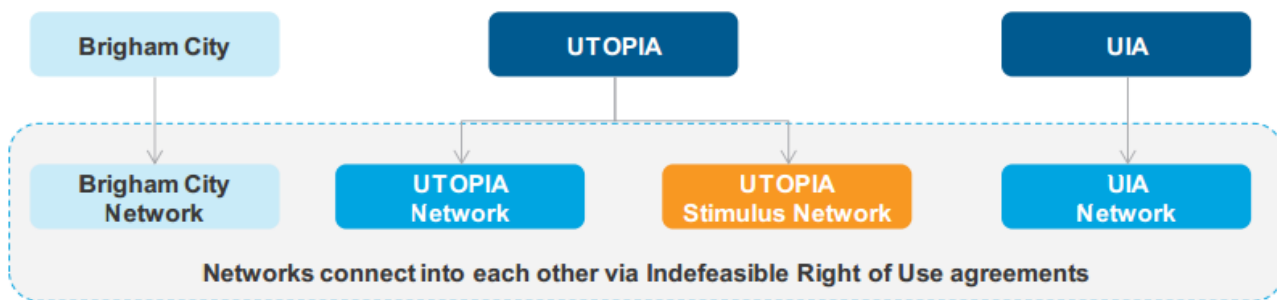 Brigham City
UTOPIA
UIA
Brigham City
Network
UTOPIA
Network
UTOPIA
Stimulus Network
UIA
Network
Networks connect into each other via Indefeasible Right of Use agreements